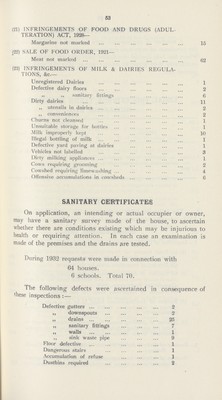 53
(21) INFRINGEMENTS OF FOOD AND DRUGS (ADUL-
TERATION) ACT, 1928—
Margarine not marked ... 15
(22) SALE OF FOOD ORDER, 1921—
Meat not marked ... 62
(23) INFRINGEMENTS OF MILK & DAIRIES REGULA-
TIONS, &c.—
Unregistered Dairies ... 1
Defective dairy floors ... 2
" " sanitary fittings ... 6
Dirty dairies ... 11
" utensils in dairies ... 2
" conveniences ... 2
Churns not cleaned ... 1
Unsuitable storage for bottles ... 1
Milk improperly kept ... 10
Illegal bottling of milk ... 1
Defective yard paving at dairies ... 1
Vehicles not labelled ... 3
Dirty milking appliances ... 1
Cows requiring grooming ... 2
Cowshed requiring limewashing ... 4
Offensive accumulations in cowsheds ... 6
SANITARY CERTIFICATES
On application, an intending or actual occupier or owner,
may have a sanitary survey made of the house, to ascertain
whether there are conditions existing which may be injurious to
health or requiring attention. In each case an examination is
made of the premises and the drains are tested.
During 1932 requests were made in connection with
64 houses.
6 schools. Total 70.
The following defects were ascertained in consequence of
these inspections:—
Defective gutters ... 2
" downspouts ... 2
" drains ... 23
" sanitary fittings ... 7
" walls ... 1
" sink waste pipe ... 9
Floor defective ... 1
Dangerous stairs ... 1
Accumulation of refuse ... 1
Dustbins required ... 2